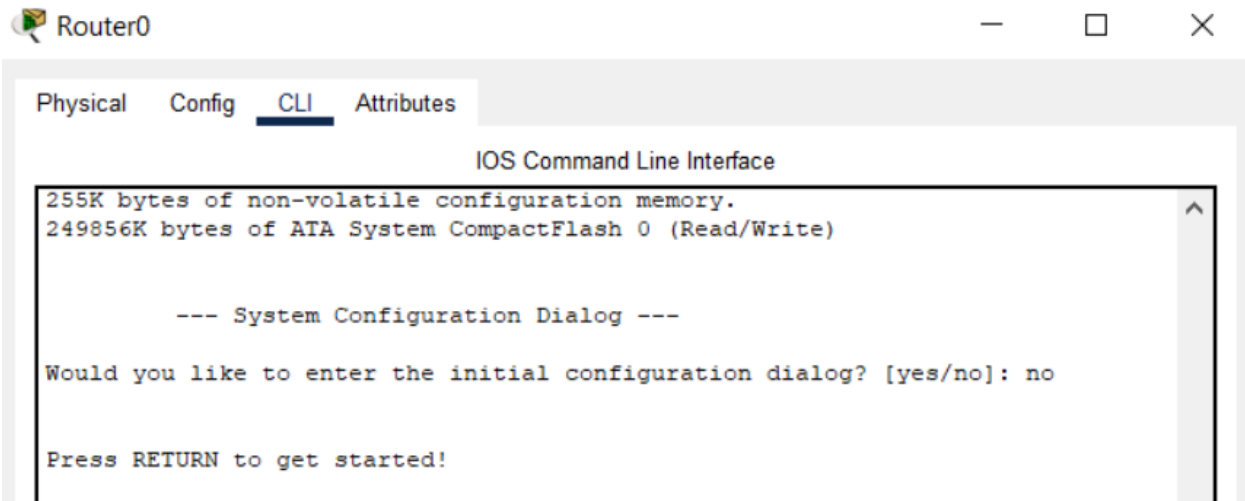 Router0
Physical Config CLI Attributes
IOS Command Line Interface
255K bytes of non-volatile configuration memory.
249856K bytes of ATA System CompactFlash 0 (Read/Write)
--- System Configuration Dialog ---
Would you like to enter the initial configuration dialog? [yes/no]: no
Press RETURN to get started!